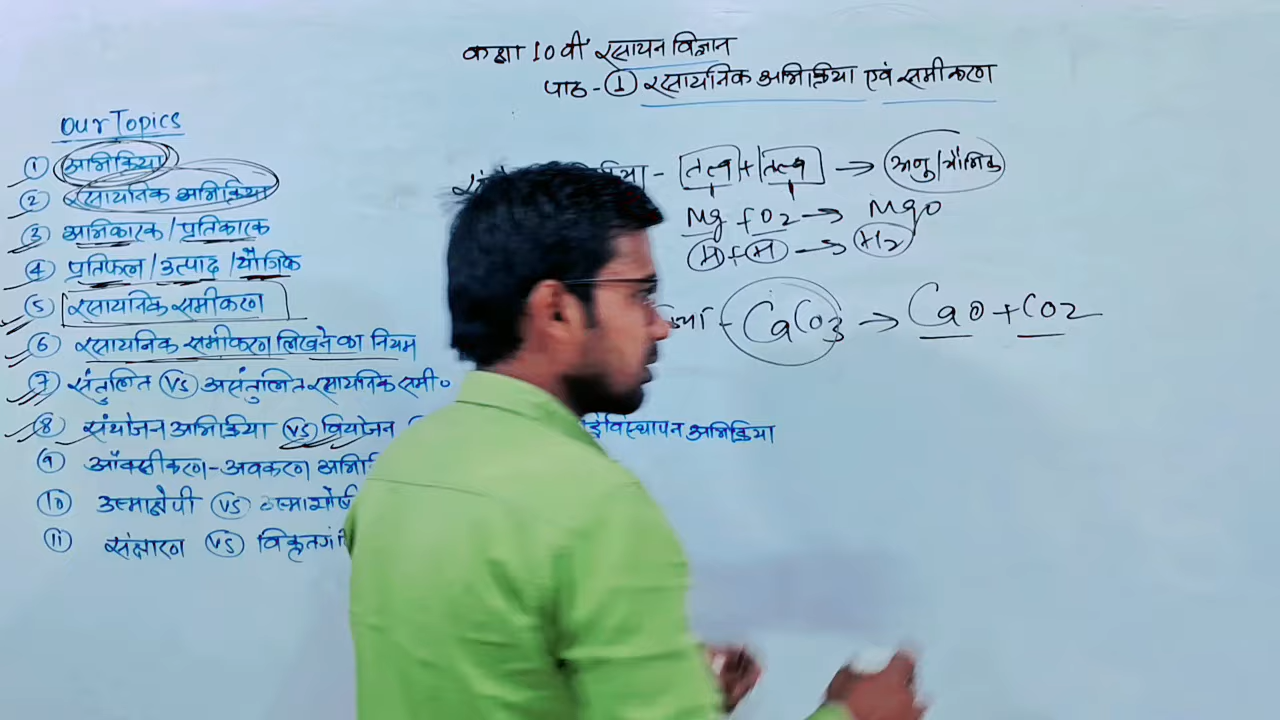 कक्षा 10वीं रसायन विज्ञान
पाठ - ① रसायनिक अभिक्रिया एवं समीकरण
Our Topics
① अभिक्रिया
② रसायनिक अभिक्रिया
③ अभिकारक / प्रतिकारक
④ प्रतिफल / उत्पाद / यौगिक
⑤ रसायनिक समीकरण
⑥ रसायनिक समीकरण लिखने का नियम
⑦ संतुलित VS असंतुलित रसायनिक समी०
⑧ संयोजन अभिक्रिया VS वियोजन विस्थापन अभिक्रिया
⑨ ऑक्सीकरण - अवकरण
⑩ उष्माक्षेपी VS
⑪ संक्षारण VS
तत्व + तत्व → अनु / यौगिक
Mg + O2 → MgO
H + H → H2
- CaCO3 → CaO + CO2